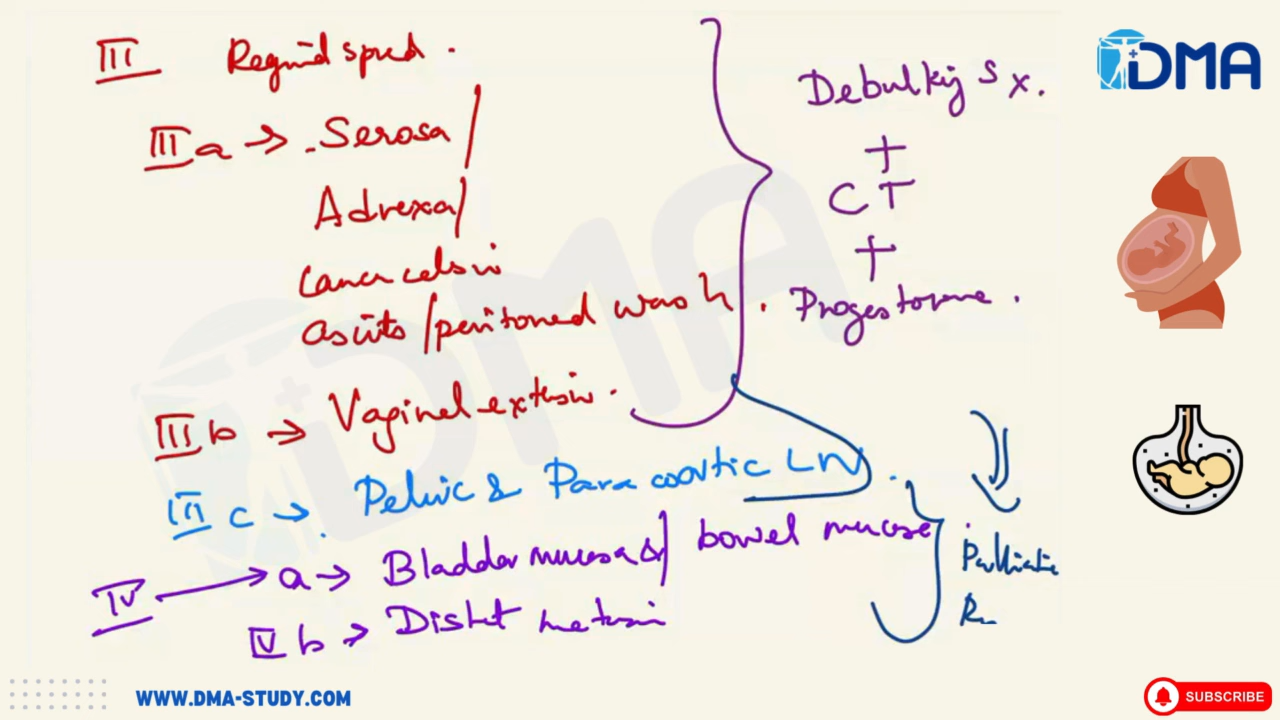 III Regional spread.
IIIa → Serosa/
Adnexa/
Cancer cells in
ascites/peritoneal wash.
IIIb → Vaginal extension.
IIIc → Pelvic & Para aortic LN.
IV → a → Bladder mucosa &/ bowel mucosa
IVb → Distant metastasis
Debulking Sx.
+
CT
+
Progesterone.
Palliative
Rx
DMA
DMA
WWW.DMA-STUDY.COM
SUBSCRIBE